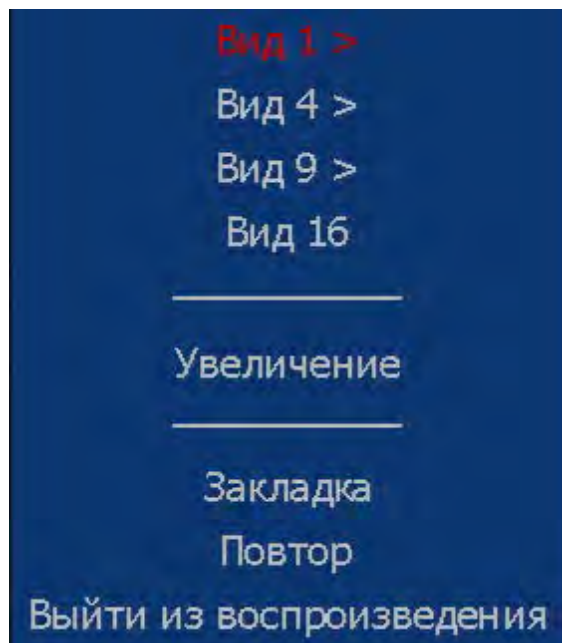 Вид 1 >
Вид 4 >
Вид 9 >
Вид 16
Увеличение
Закладка
Повтор
Выйти из воспроизведения